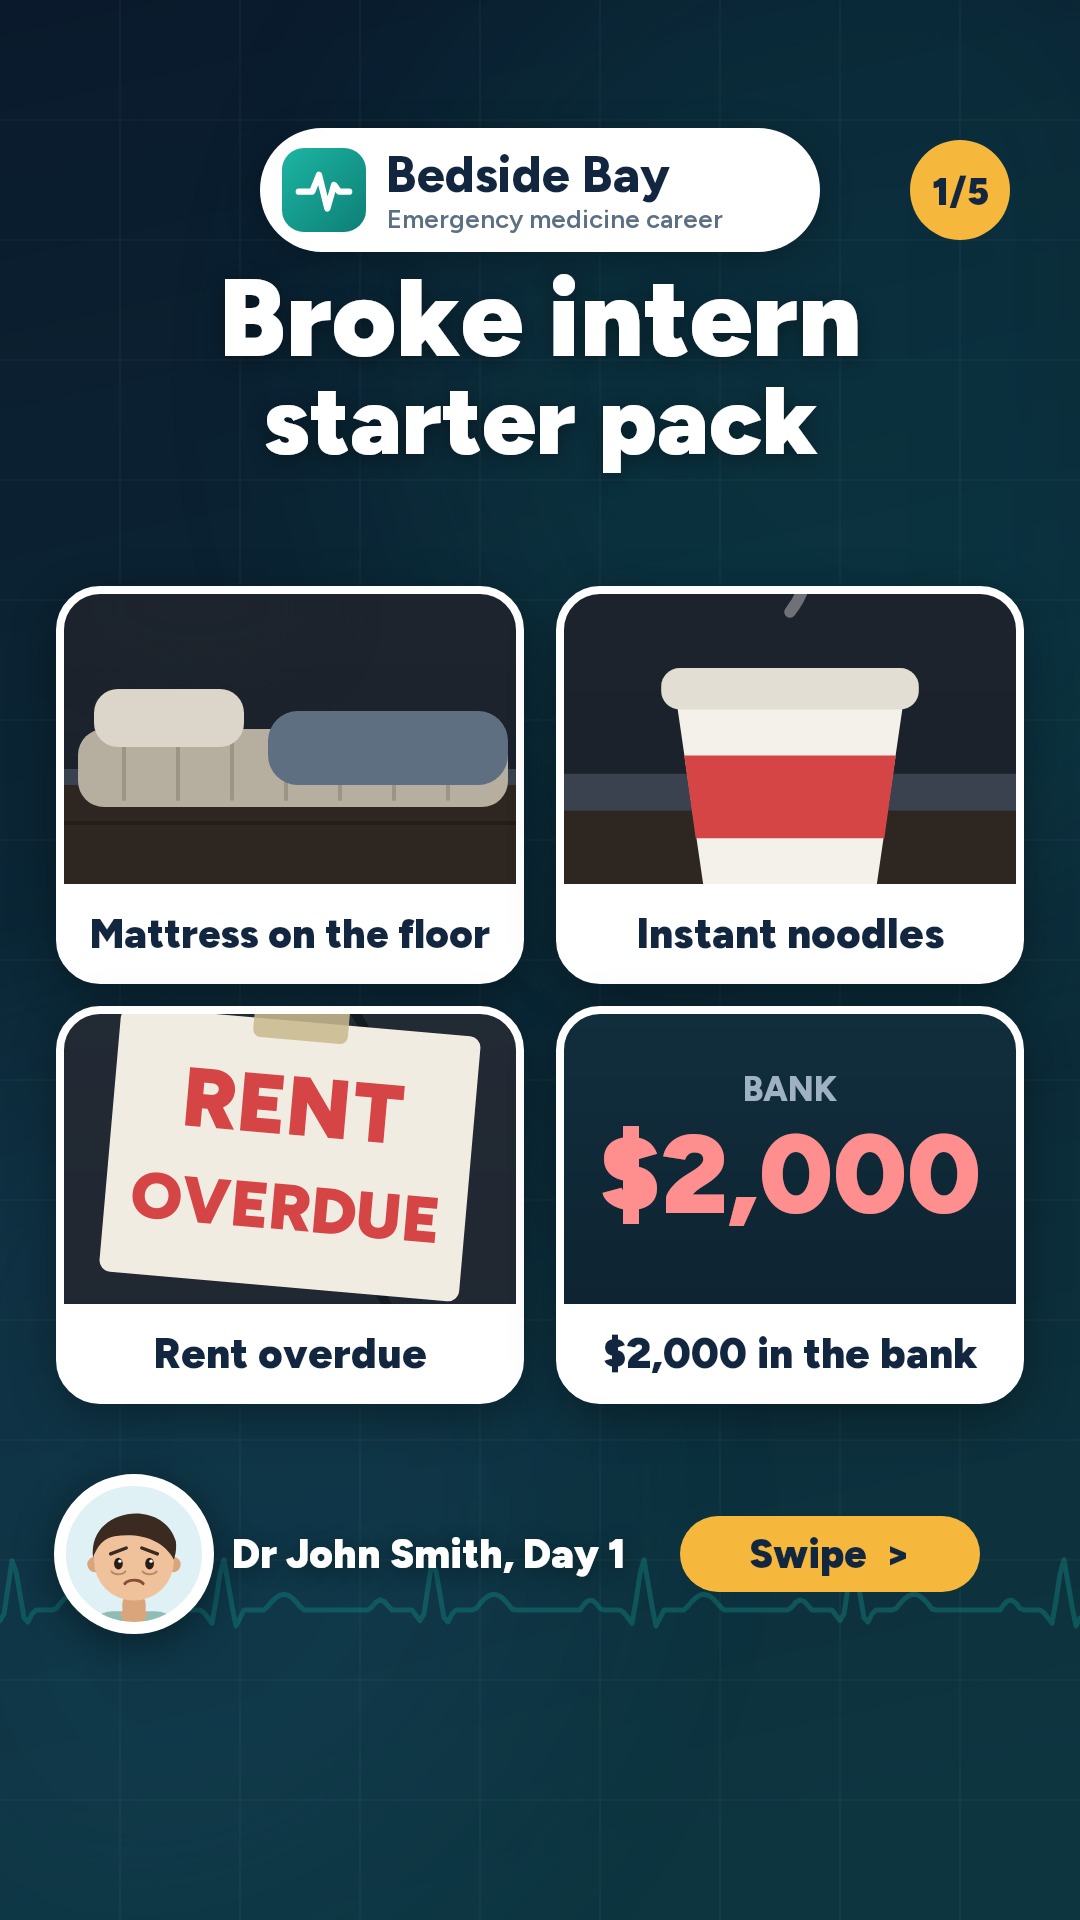 Bedside Bay
Emergency medicine career
1/5
Broke intern
starter pack
Mattress on the floor
Instant noodles
RENT
OVERDUE
Rent overdue
BANK
$2,000
$2,000 in the bank
Dr John Smith, Day 1
Swipe >